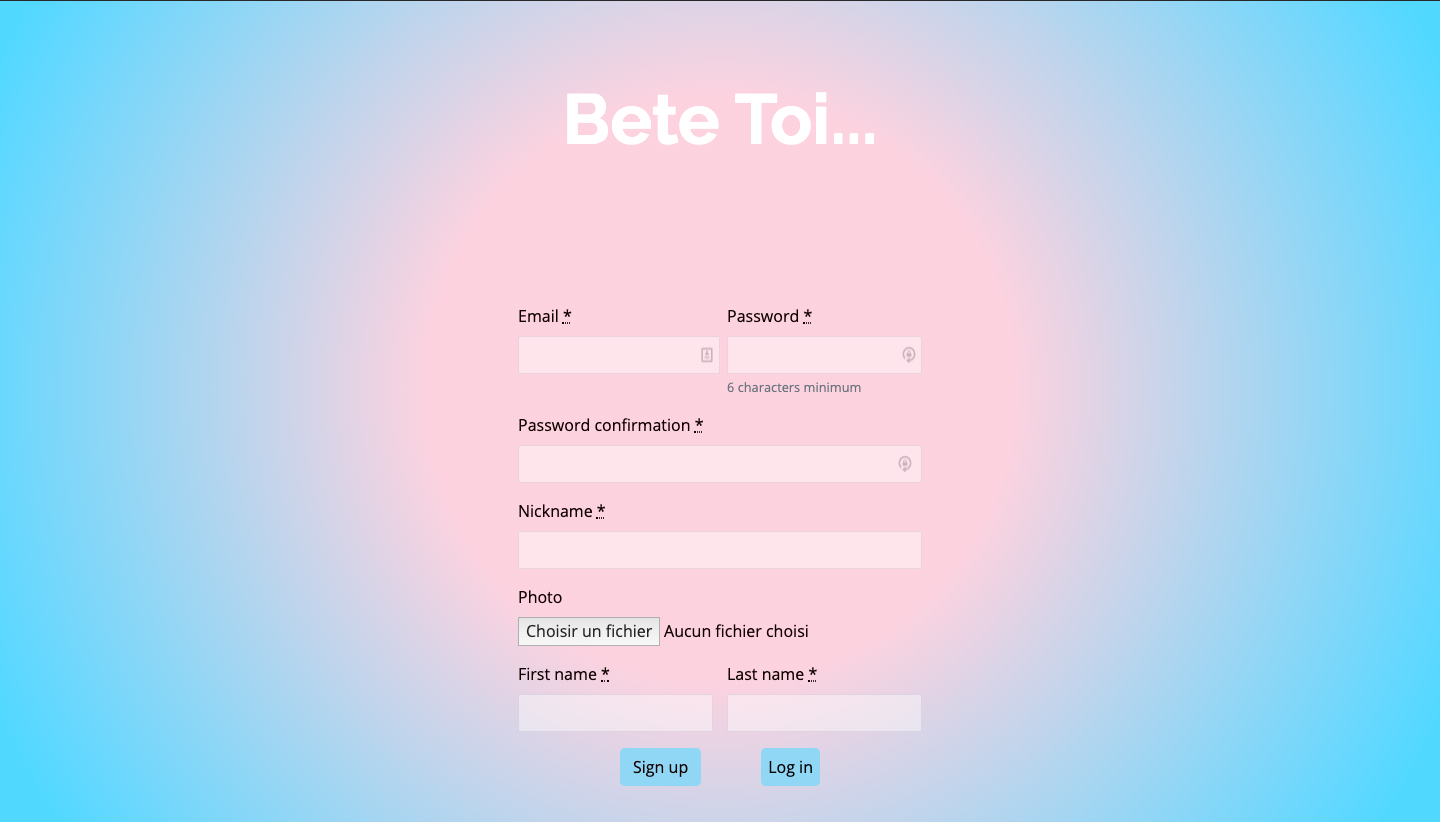 Bete Toi...
Email * Password *
6 characters minimum
Password confirmation *
Nickname *
Photo
Choisir un fichier Aucun fichier choisi
First name * Last name *
Sign up Log in